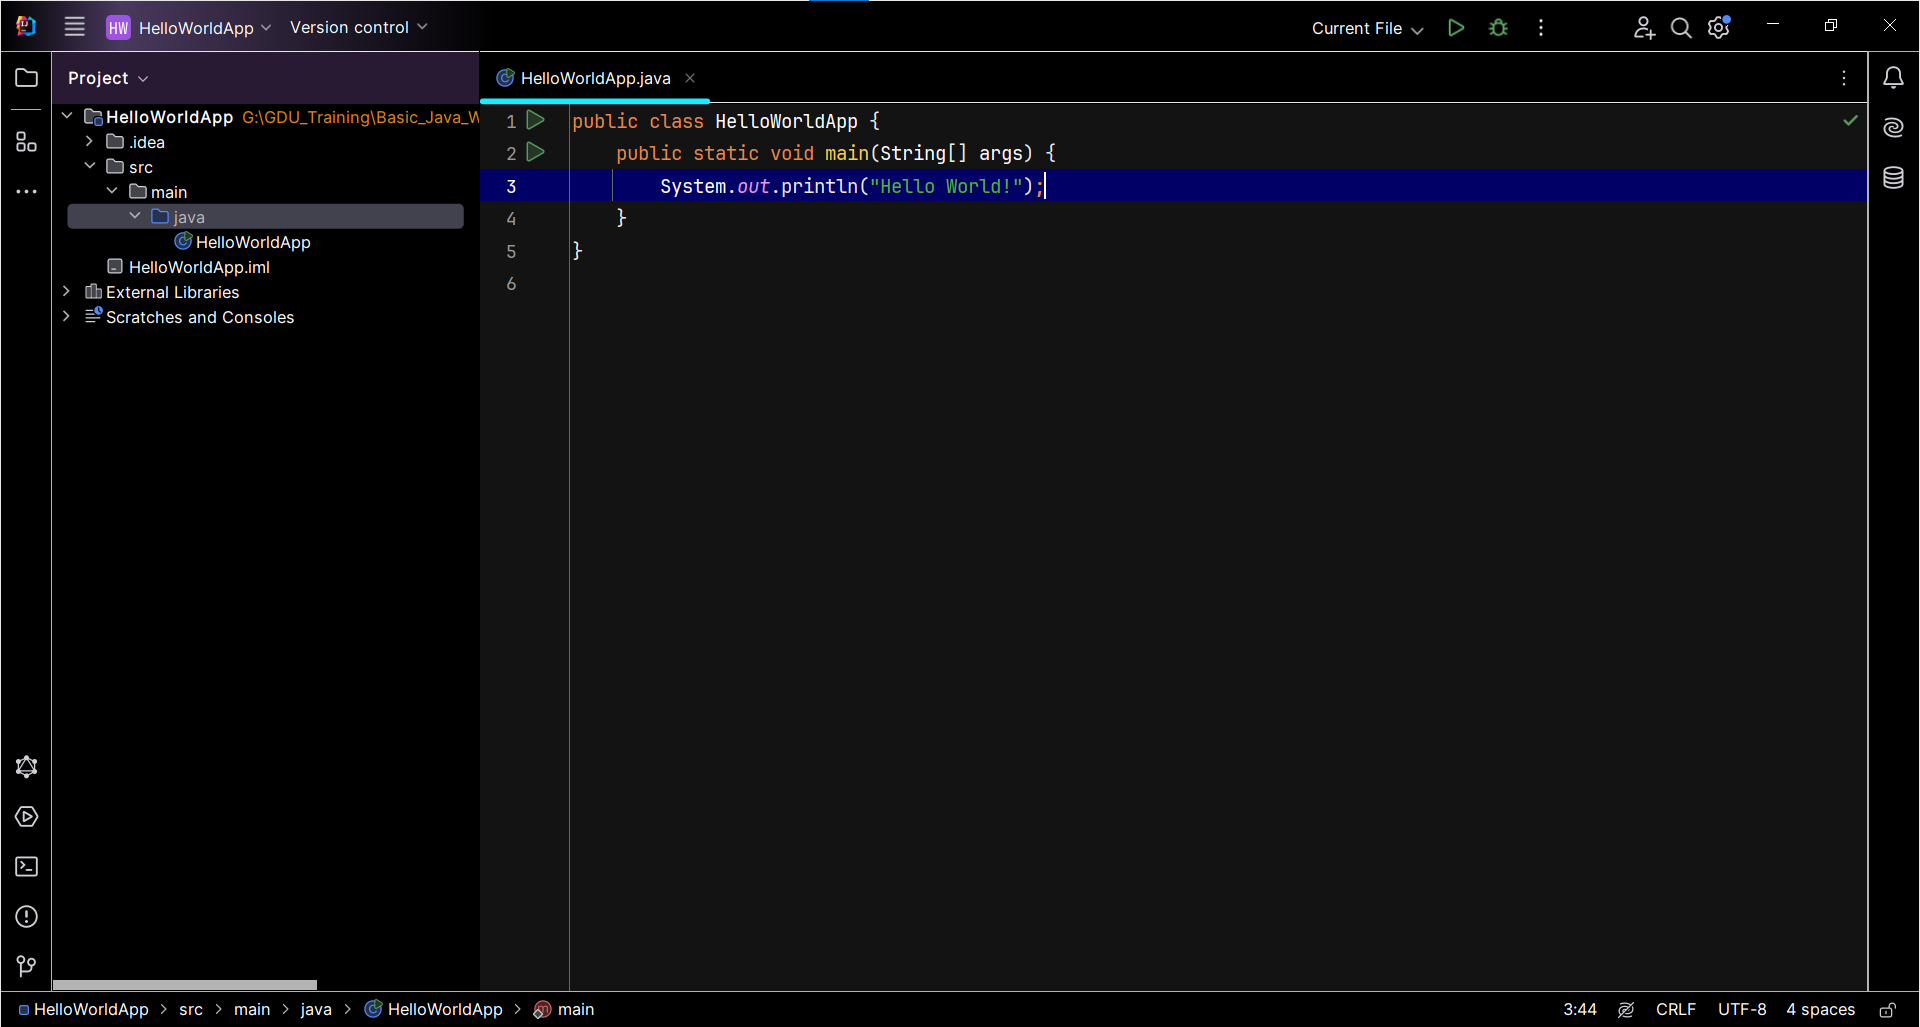 HW HelloWorldApp Version control Current File
Project
HelloWorldApp.java
HelloWorldApp G:\GDU_Training\Basic_Java_W
.idea
src
main
java
HelloWorldApp
HelloWorldApp.iml
External Libraries
Scratches and Consoles
1 public class HelloWorldApp {
2 public static void main(String[] args) {
3 System.out.println("Hello World!");
4 }
5 }
6
HelloWorldApp > src > main > java > HelloWorldApp > main 3:44 CRLF UTF-8 4 spaces